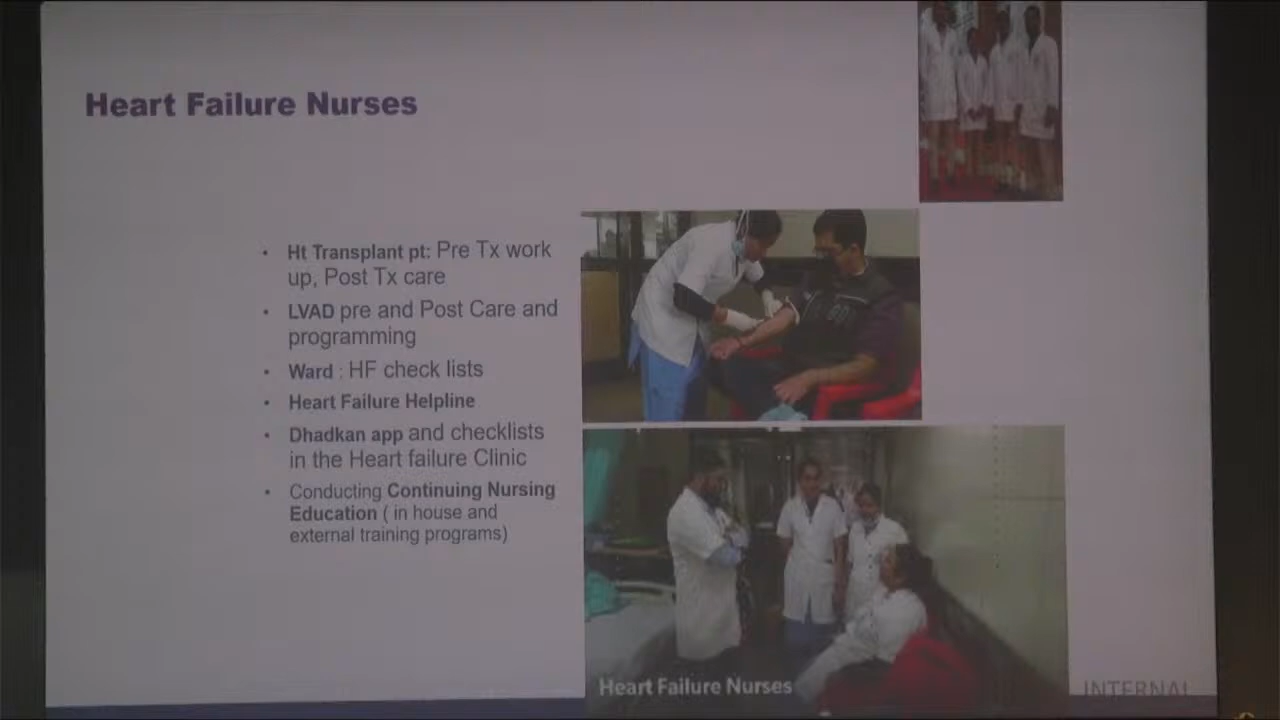 Heart Failure Nurses
• Ht Transplant pt: Pre Tx work
up, Post Tx care
• LVAD pre and Post Care and
programming
• Ward : HF check lists
• Heart Failure Helpline
• Dhadkan app and checklists
in the Heart failure Clinic
• Conducting Continuing Nursing
Education ( in house and
external training programs)
Heart Failure Nurses
INTERNAL